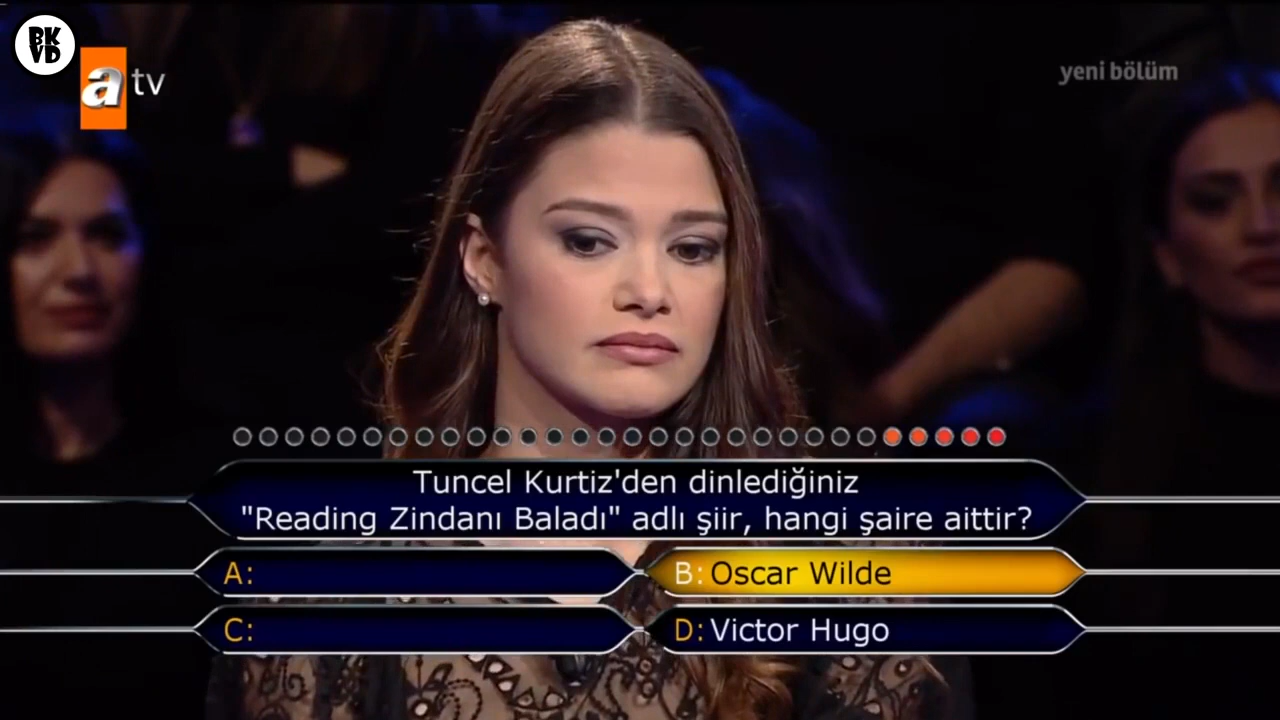 BK
VD
a tv
yeni bölüm
Tuncel Kurtiz'den dinlediğiniz
"Reading Zindanı Baladı" adlı şiir, hangi şaire aittir?
A:
B: Oscar Wilde
C:
D: Victor Hugo